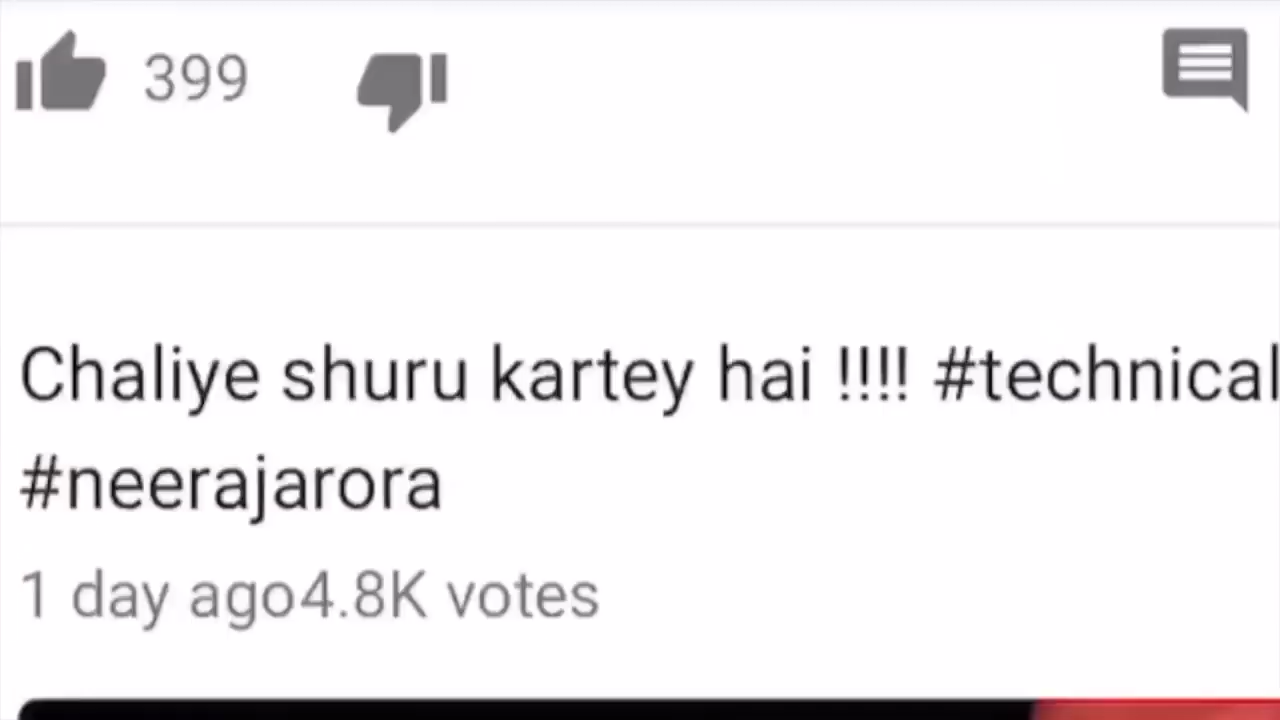 399
Chaliye shuru kartey hai !!!! #technical
#neerajarora
1 day ago4.8K votes